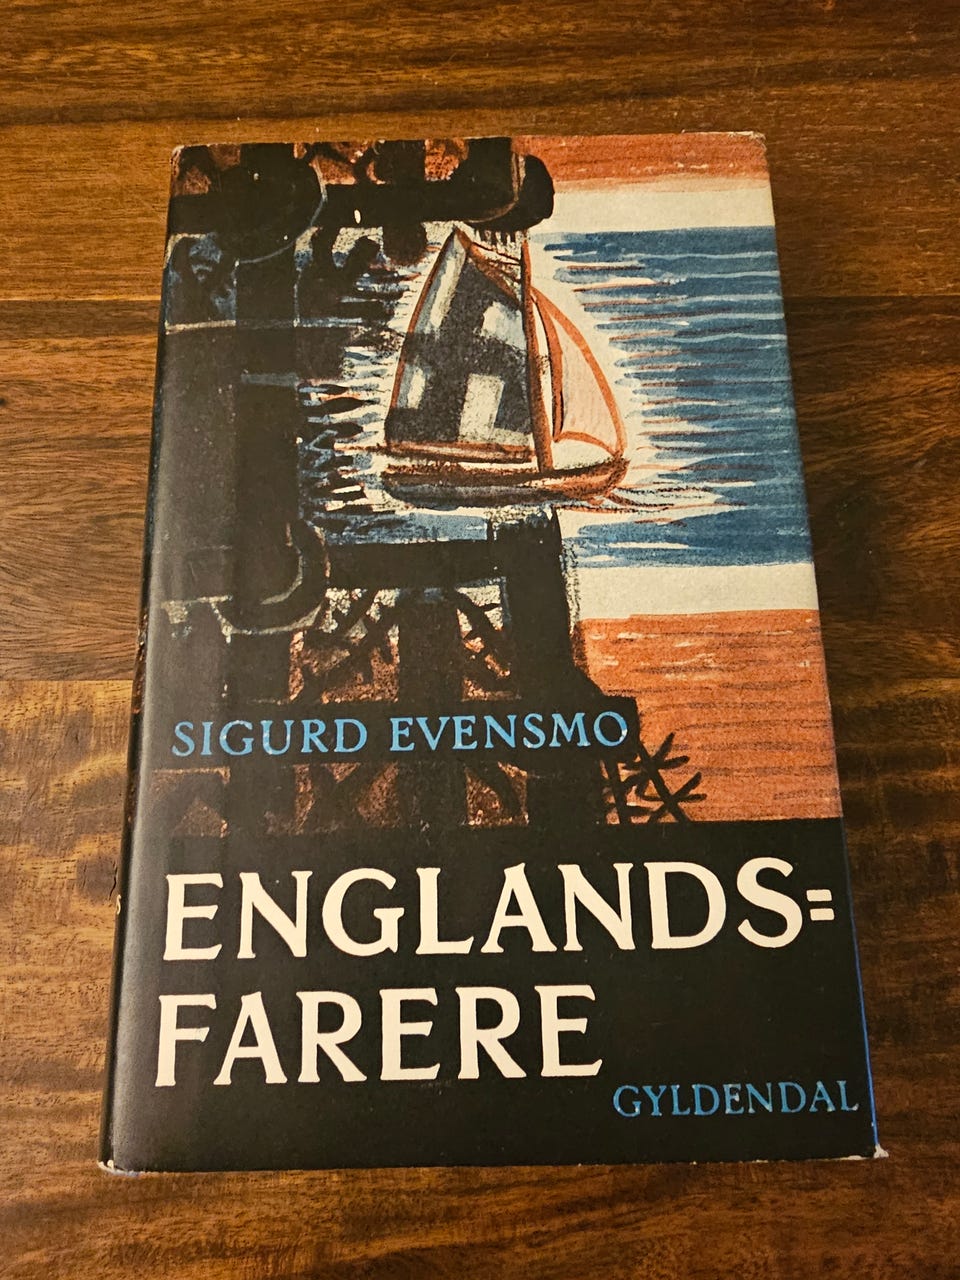 SIGURD EVENSMO
ENGLANDS=
FARERE
GYLDENDAL